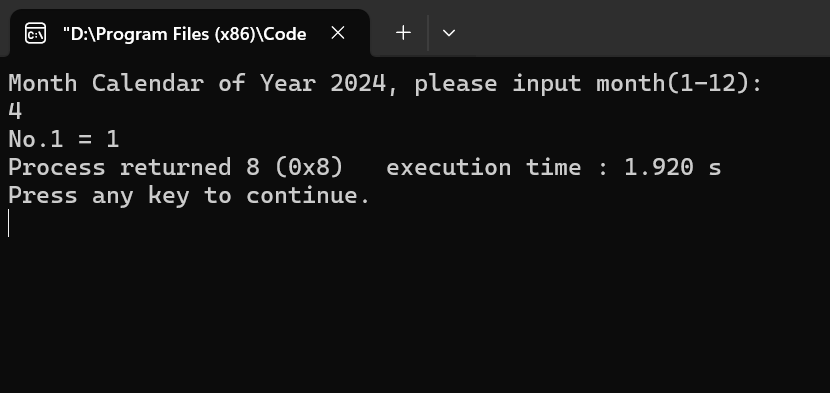 "D:\Program Files (x86)\Code
Month Calendar of Year 2024, please input month(1-12):
4
No.1 = 1
Process returned 8 (0x8)   execution time : 1.920 s
Press any key to continue.